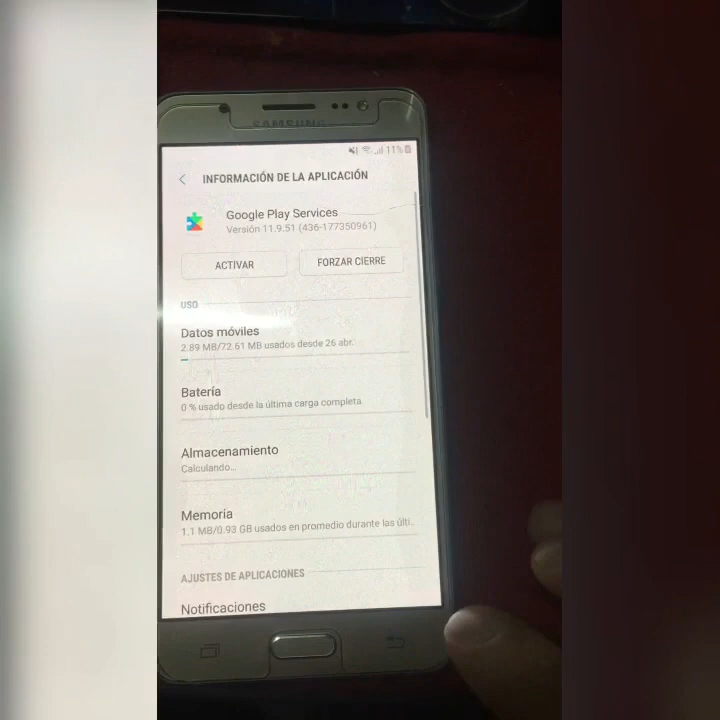 SAMSUNG
11%
INFORMACIÓN DE LA APLICACIÓN
Google Play Services
Versión 11.9.51 (436-177350961)
ACTIVAR
FORZAR CIERRE
USO
Datos móviles
2.89 MB/72.61 MB usados desde 26 abr.
Batería
0 % usado desde la última carga completa
Almacenamiento
Calculando...
Memoria
1.1 MB/0.93 GB usados en promedio durante las últi...
AJUSTES DE APLICACIONES
Notificaciones